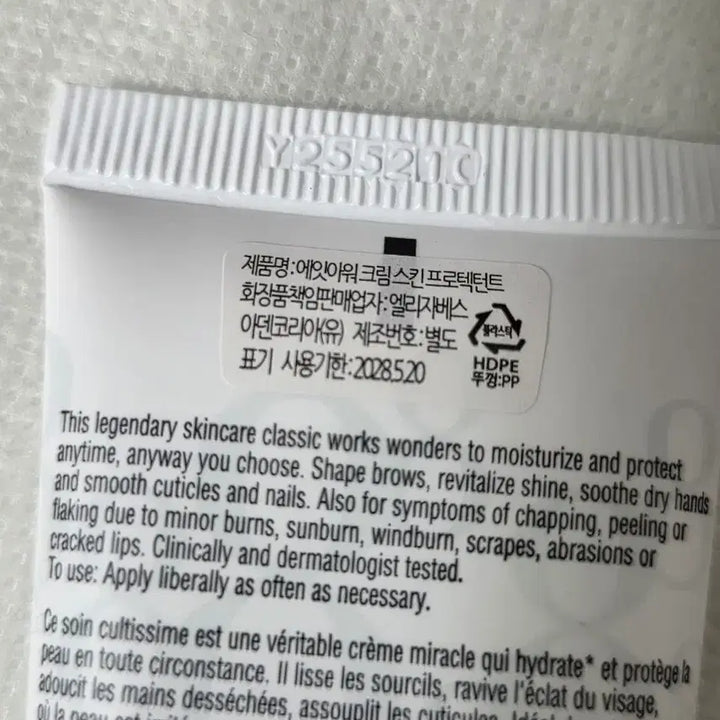 Y255210
제품명:에잇아워크림스킨프로텍턴트
화장품책임판매업자:엘리자베스
아덴코리아(유) 제조번호:별도
표기 사용기한:2028.5.20
플라스틱
HDPE
뚜껑:PP
This legendary skincare classic works wonders to moisturize and protect
anytime, anyway you choose. Shape brows, revitalize shine, soothe dry hands
and smooth cuticles and nails. Also for symptoms of chapping, peeling or
flaking due to minor burns, sunburn, windburn, scrapes, abrasions or
cracked lips. Clinically and dermatologist tested.
To use: Apply liberally as often as necessary.
Ce soin cultissime est une véritable crème miracle qui hydrate* et protège la
peau en toute circonstance. Il lisse les sourcils, ravive l'éclat du visage,
adoucit les mains desséchées, assouplit les cuticules.
où la peau est